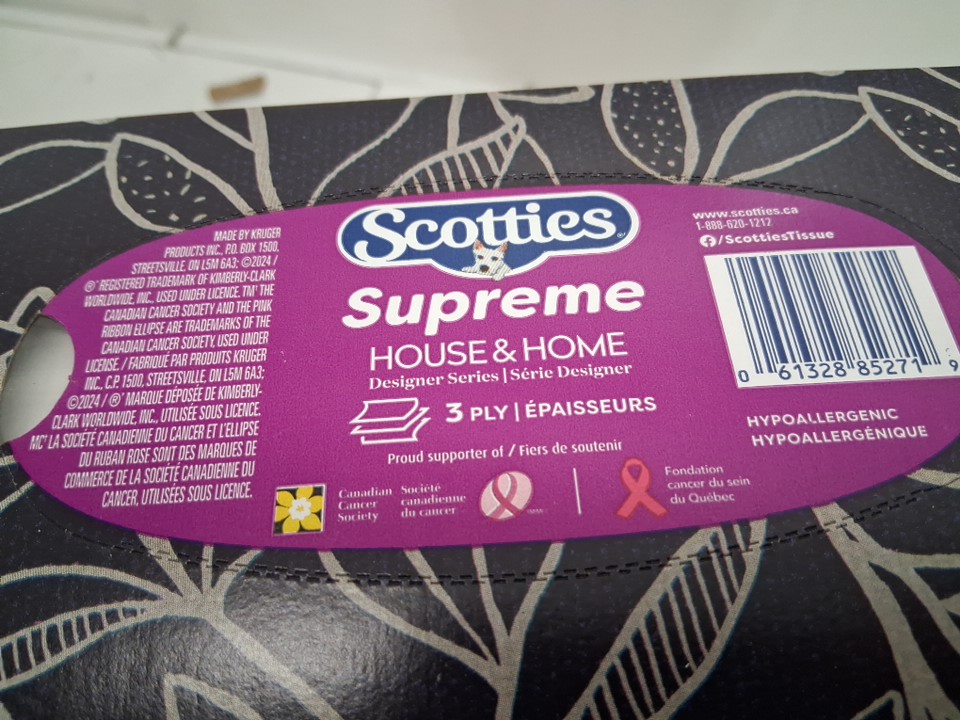 MADE BY KRUGER
PRODUCTS INC., P.O. BOX 1500,
STREETSVILLE, ON L5M 6A3; ©2024 /
®' REGISTERED TRADEMARK OF KIMBERLY-CLARK
WORLDWIDE, INC., USED UNDER LICENCE. TM' THE
CANADIAN CANCER SOCIETY AND THE PINK
RIBBON ELLIPSE ARE TRADEMARKS OF THE
CANADIAN CANCER SOCIETY, USED UNDER
LICENSE. / FABRIQUÉ PAR PRODUITS KRUGER
INC., C.P. 1500, STREETSVILLE, ON L5M 6A3;
©2024 / ®' MARQUE DÉPOSÉE DE KIMBERLY-
CLARK WORLDWIDE, INC., UTILISÉE SOUS LICENCE.
MC' LA SOCIÉTÉ CANADIENNE DU CANCER ET L'ELLIPSE
DU RUBAN ROSE SONT DES MARQUES DE
COMMERCE DE LA SOCIÉTÉ CANADIENNE DU
CANCER, UTILISÉES SOUS LICENCE.
Scotties®
Supreme
HOUSE & HOME
Designer Series | Série Designer
3 PLY | ÉPAISSEURS
Proud supporter of / Fiers de soutenir
Canadian
Cancer
Society
Société
canadienne
du cancer
Fondation
cancer du sein
du Québec
www.scotties.ca
1-888-620-1212
/ScottiesTissue
0 61328 85271 9
HYPOALLERGENIC
HYPOALLERGÉNIQUE